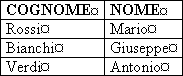 COGNOME¤ NOME¤
Rossi¤ Mario¤
Bianchi¤ Giuseppe¤
Verdi¤ Antonio¤